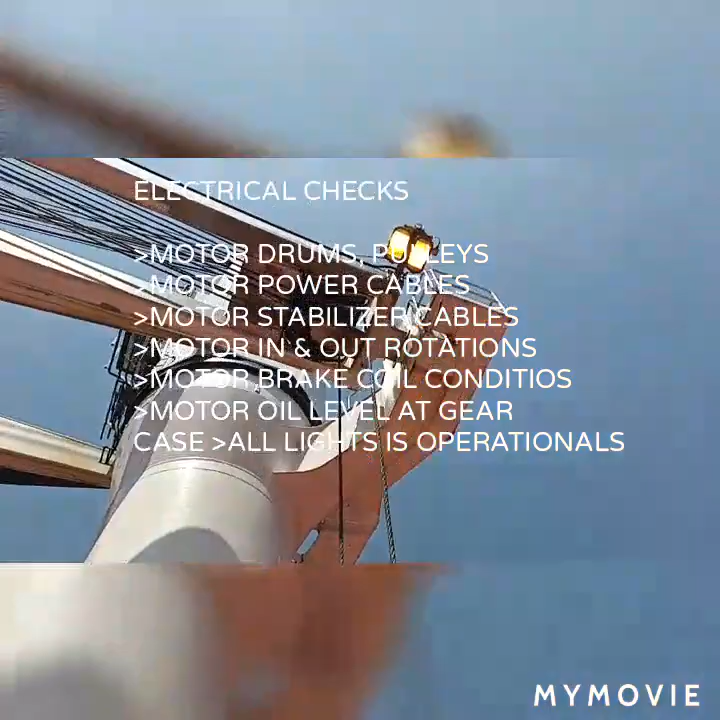 ELECTRICAL CHECKS
>MOTOR DRUMS, PULLEYS
>MOTOR POWER CABLES
>MOTOR STABILIZER CABLES
>MOTOR IN & OUT ROTATIONS
>MOTOR BRAKE COIL CONDITIOS
>MOTOR OIL LEVEL AT GEAR
CASE >ALL LIGHTS IS OPERATIONALS
MYMOVIE